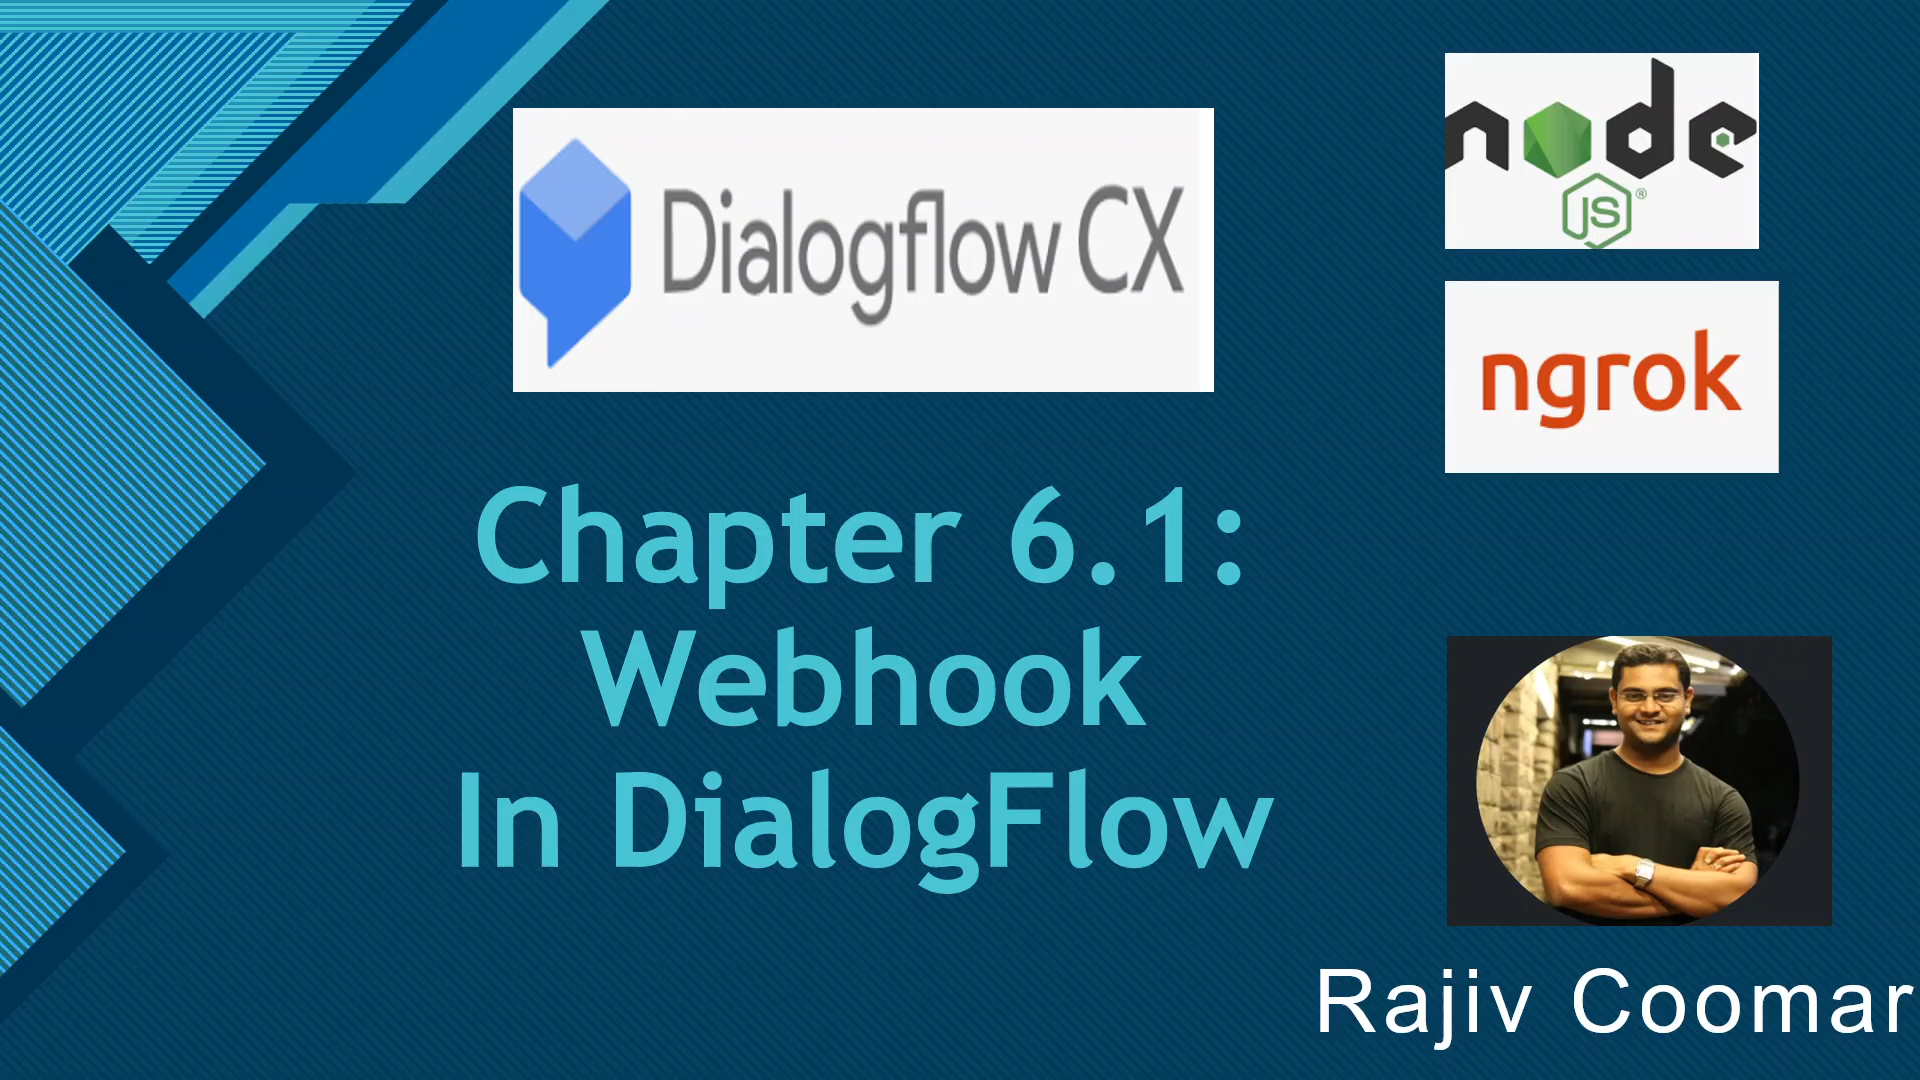 Dialogflow CX
node
JS®
ngrok
Chapter 6.1:
Webhook
In DialogFlow
Rajiv Coomar